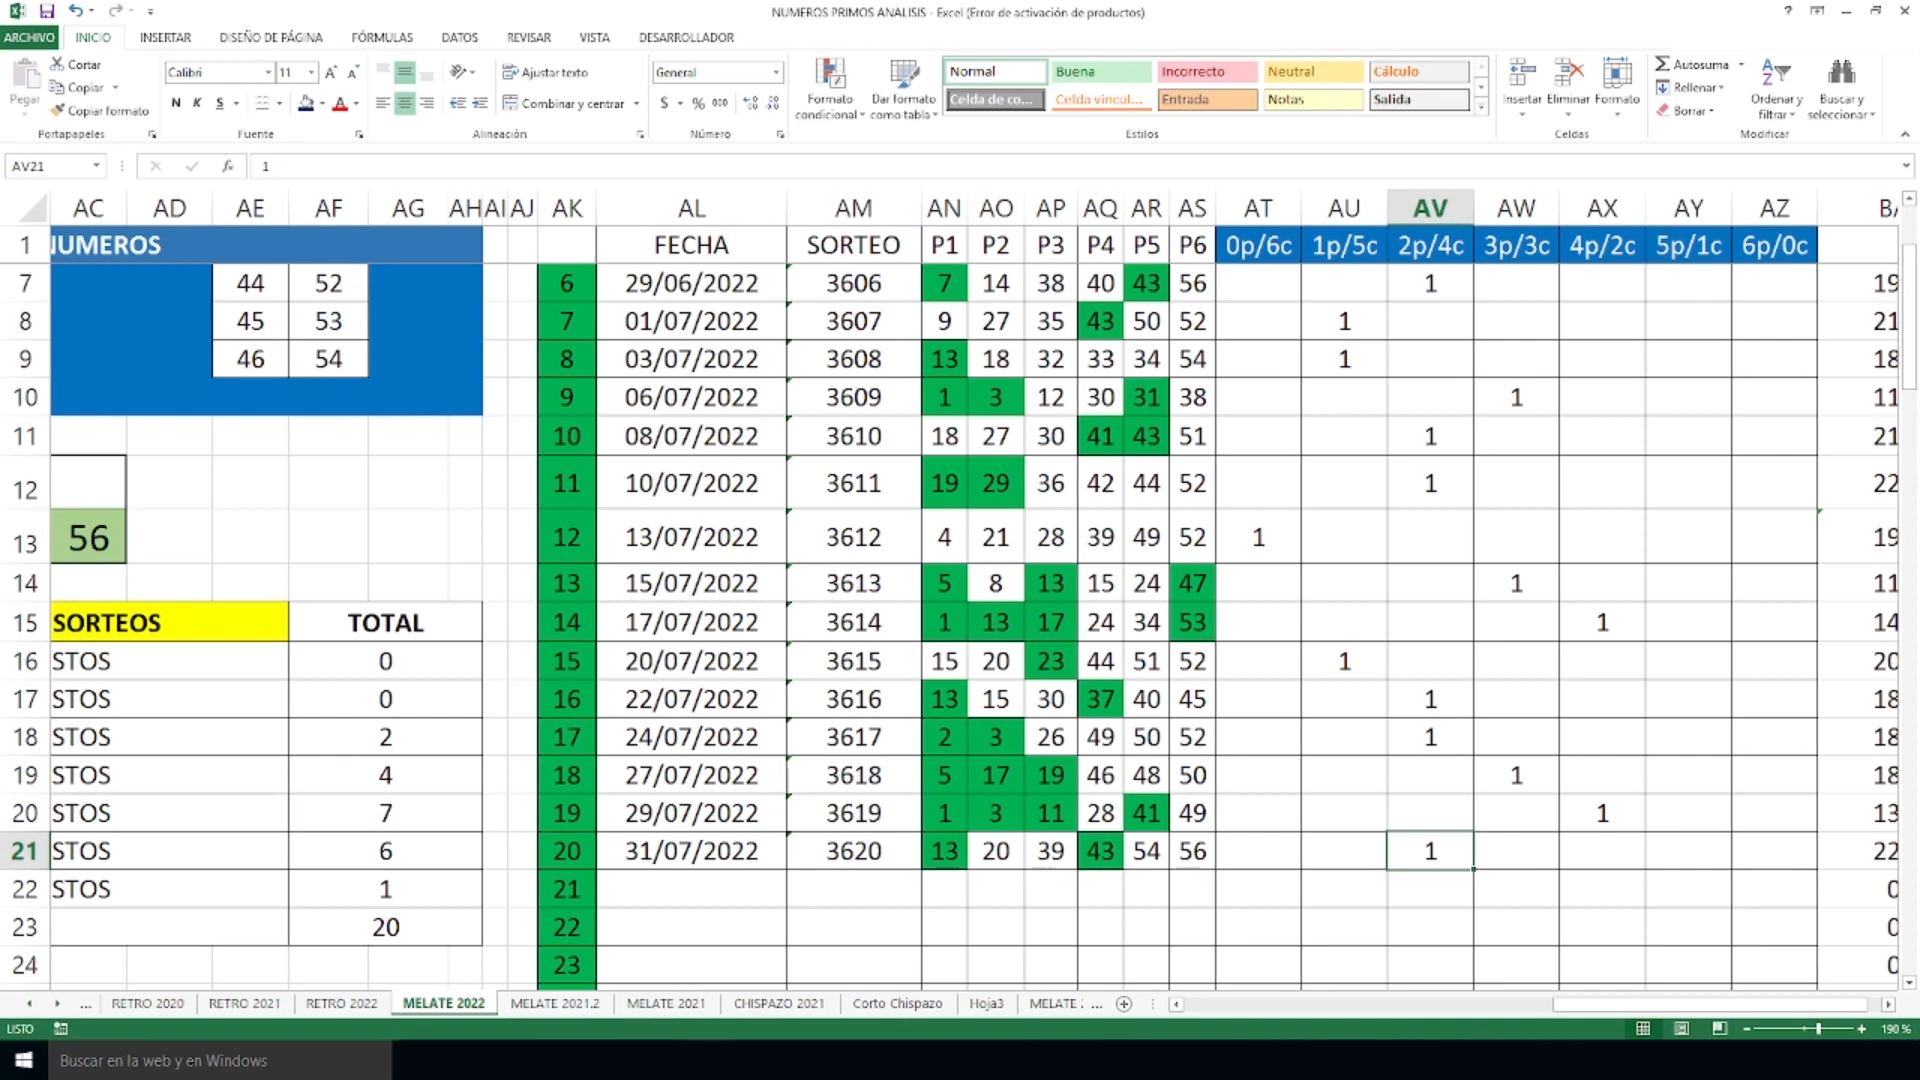 NUMEROS PRIMOS ANALISIS - Excel (Error de activación de productos)
ARCHIVO INICIO INSERTAR DISEÑO DE PÁGINA FÓRMULAS DATOS REVISAR VISTA DESARROLLADOR
Pegar Cortar Copiar Copiar formato Portapapeles
Calibri 11 N K S Fuente
Ajustar texto Combinar y centrar Alineación
General $ % 000 Número
Formato condicional Dar formato como tabla
Normal Buena Incorrecto Neutral Cálculo
Celda de co... Celda vincul... Entrada Notas Salida
Estilos
Insertar Eliminar Formato Celdas
Autosuma Rellenar Borrar Ordenar y filtrar Buscar y seleccionar Modificar
AV21 fx 1
AC AD AE AF AG AH AI AJ AK AL AM AN AO AP AQ AR AS AT AU AV AW AX AY AZ
1 NUMEROS FECHA SORTEO P1 P2 P3 P4 P5 P6 0p/6c 1p/5c 2p/4c 3p/3c 4p/2c 5p/1c 6p/0c
7 44 52 6 29/06/2022 3606 7 14 38 40 43 56 1 19
8 45 53 7 01/07/2022 3607 9 27 35 43 50 52 1 21
9 46 54 8 03/07/2022 3608 13 18 32 33 34 54 1 18
10 9 06/07/2022 3609 1 3 12 30 31 38 1 11
11 10 08/07/2022 3610 18 27 30 41 43 51 1 21
12 11 10/07/2022 3611 19 29 36 42 44 52 1 22
13 56 12 13/07/2022 3612 4 21 28 39 49 52 1 19
14 13 15/07/2022 3613 5 8 13 15 24 47 1 11
15 SORTEOS TOTAL 14 17/07/2022 3614 1 13 17 24 34 53 1 14
16 STOS 0 15 20/07/2022 3615 15 20 23 44 51 52 1 20
17 STOS 0 16 22/07/2022 3616 13 15 30 37 40 45 1 18
18 STOS 2 17 24/07/2022 3617 2 3 26 49 50 52 1 18
19 STOS 4 18 27/07/2022 3618 5 17 19 46 48 50 1 18
20 STOS 7 19 29/07/2022 3619 1 3 11 28 41 49 1 13
21 STOS 6 20 31/07/2022 3620 13 20 39 43 54 56 1 22
22 STOS 1 21 0
23 20 22 0
24 23 0
... RETRO 2020 RETRO 2021 RETRO 2022 MELATE 2022 MELATE 2021.2 MELATE 2021 CHISPAZO 2021 Corto Chispazo Hoja3 MELATE : ...
LISTO 190 %
Buscar en la web y en Windows